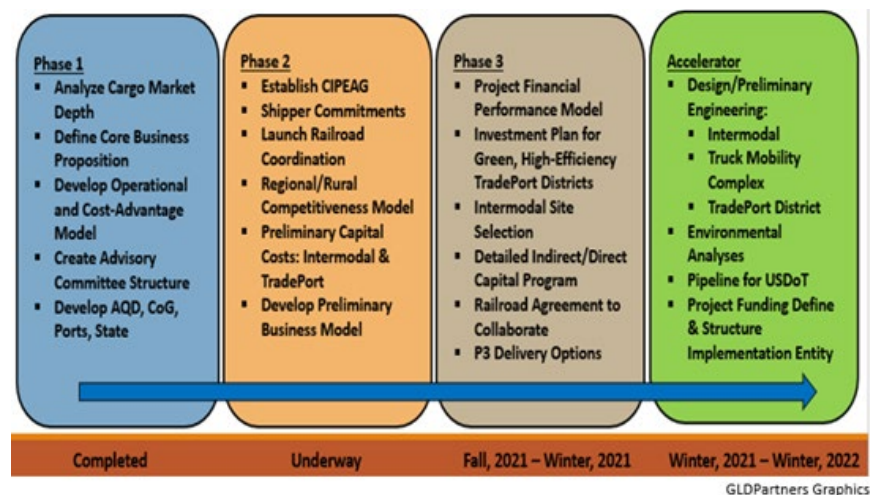 Phase 1
▪ Analyze Cargo Market
Depth
▪ Define Core Business
Proposition
▪ Develop Operational
and Cost-Advantage
Model
▪ Create Advisory
Committee Structure
▪ Develop AQD, CoG,
Ports, State
Phase 2
▪ Establish CIPEAG
▪ Shipper Commitments
▪ Launch Railroad
Coordination
▪ Regional/Rural
Competitiveness Model
▪ Preliminary Capital
Costs: Intermodal &
TradePort
▪ Develop Preliminary
Business Model
Phase 3
▪ Project Financial
Performance Model
▪ Investment Plan for
Green, High-Efficiency
TradePort Districts
▪ Intermodal Site
Selection
▪ Detailed Indirect/Direct
Capital Program
▪ Railroad Agreement to
Collaborate
▪ P3 Delivery Options
Accelerator
▪ Design/Preliminary
Engineering:
▪ Intermodal
▪ Truck Mobility
Complex
▪ TradePort District
▪ Environmental
Analyses
▪ Pipeline for USDoT
▪ Project Funding Define
& Structure
Implementation Entity
Completed
Underway
Fall, 2021 – Winter, 2021
Winter, 2021 – Winter, 2022
GLDPartners Graphics